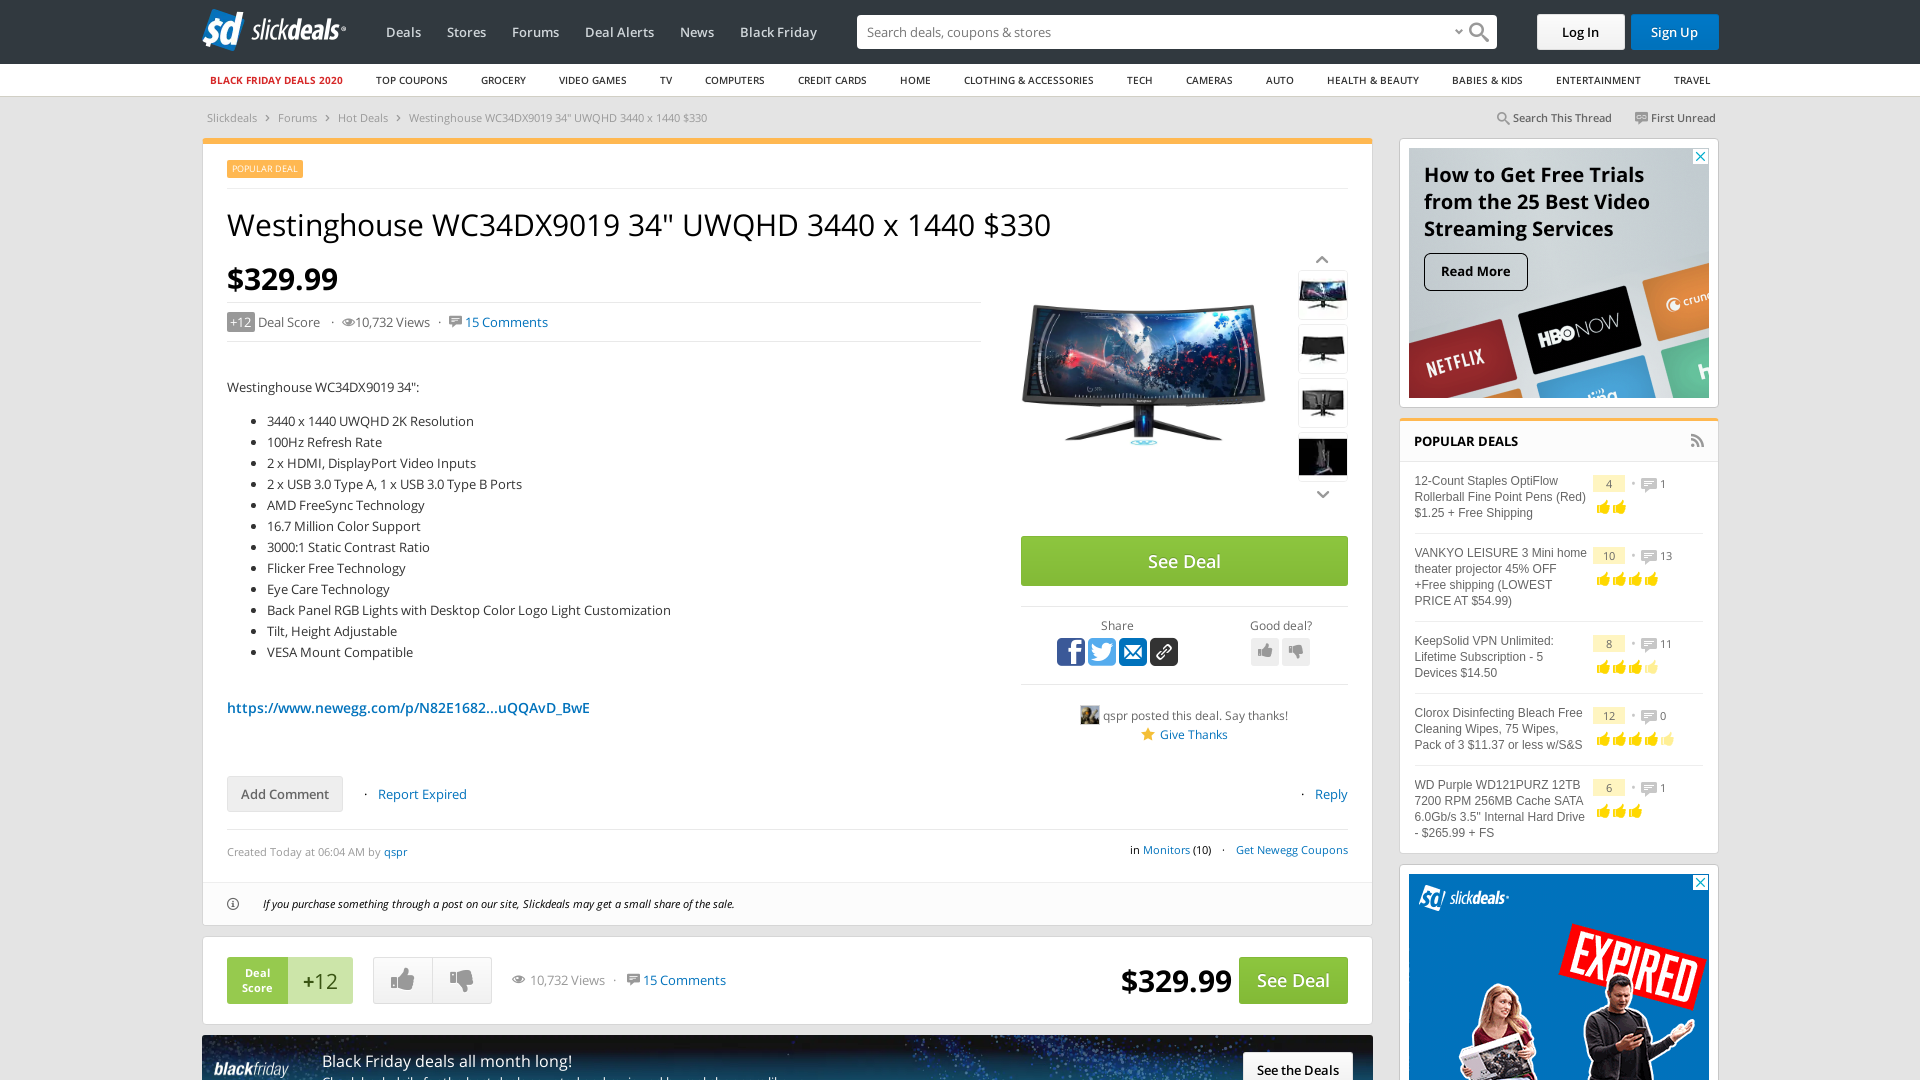 slickdeals
Deals
Stores
Forums
Deal Alerts
News
Black Friday
Search deals, coupons & stores
Log In
Sign Up
BLACK FRIDAY DEALS 2020
TOP COUPONS
GROCERY
VIDEO GAMES
TV
COMPUTERS
CREDIT CARDS
HOME
CLOTHING & ACCESSORIES
TECH
CAMERAS
AUTO
HEALTH & BEAUTY
BABIES & KIDS
ENTERTAINMENT
TRAVEL
Slickdeals › Forums › Hot Deals › Westinghouse WC34DX9019 34" UWQHD 3440 x 1440 $330
Search This Thread
First Unread
POPULAR DEAL
Westinghouse WC34DX9019 34" UWQHD 3440 x 1440 $330
$329.99
+12 Deal Score · 10,732 Views · 15 Comments
Westinghouse WC34DX9019 34":
• 3440 x 1440 UWQHD 2K Resolution
• 100Hz Refresh Rate
• 2 x HDMI, DisplayPort Video Inputs
• 2 x USB 3.0 Type A, 1 x USB 3.0 Type B Ports
• AMD FreeSync Technology
• 16.7 Million Color Support
• 3000:1 Static Contrast Ratio
• Flicker Free Technology
• Eye Care Technology
• Back Panel RGB Lights with Desktop Color Logo Light Customization
• Tilt, Height Adjustable
• VESA Mount Compatible
https://www.newegg.com/p/N82E1682...uQQAvD_BwE
See Deal
Share
Good deal?
qspr posted this deal. Say thanks!
Give Thanks
Add Comment
· Report Expired
· Reply
Created Today at 06:04 AM by qspr
in Monitors (10) · Get Newegg Coupons
If you purchase something through a post on our site, Slickdeals may get a small share of the sale.
Deal
Score
+12
10,732 Views · 15 Comments
$329.99
See Deal
blackfriday
Black Friday deals all month long!
See the Deals
How to Get Free Trials
from the 25 Best Video
Streaming Services
Read More
NETFLIX
HBO NOW
crunc
POPULAR DEALS
12-Count Staples OptiFlow
Rollerball Fine Point Pens (Red)
$1.25 + Free Shipping
4 • 1
VANKYO LEISURE 3 Mini home
theater projector 45% OFF
+Free shipping (LOWEST
PRICE AT $54.99)
10 • 13
KeepSolid VPN Unlimited:
Lifetime Subscription - 5
Devices $14.50
8 • 11
Clorox Disinfecting Bleach Free
Cleaning Wipes, 75 Wipes,
Pack of 3 $11.37 or less w/S&S
12 • 0
WD Purple WD121PURZ 12TB
7200 RPM 256MB Cache SATA
6.0Gb/s 3.5" Internal Hard Drive
- $265.99 + FS
6 • 1
slickdeals
EXPIRED